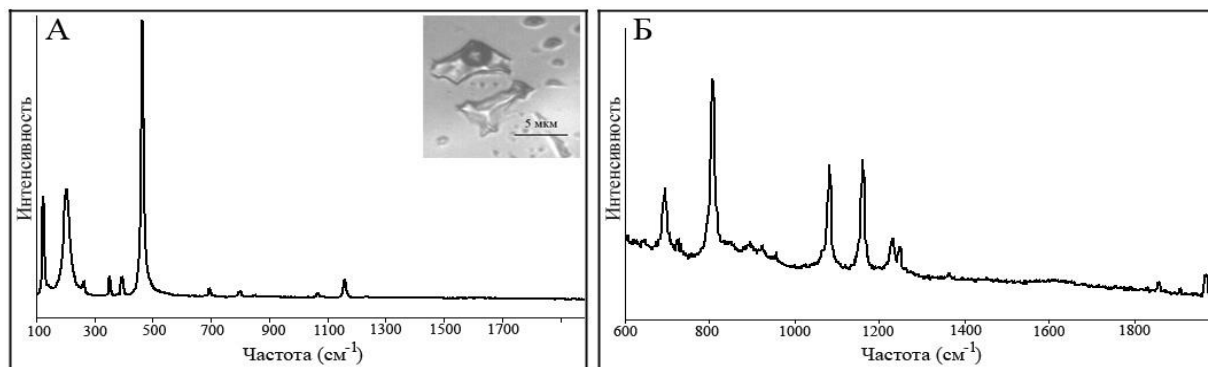 А
Интенсивность
5 мкм
100 300 500 700 900 1100 1300 1500 1700
Частота (см-1)
Б
Интенсивность
600 800 1000 1200 1400 1600 1800
Частота (см-1)